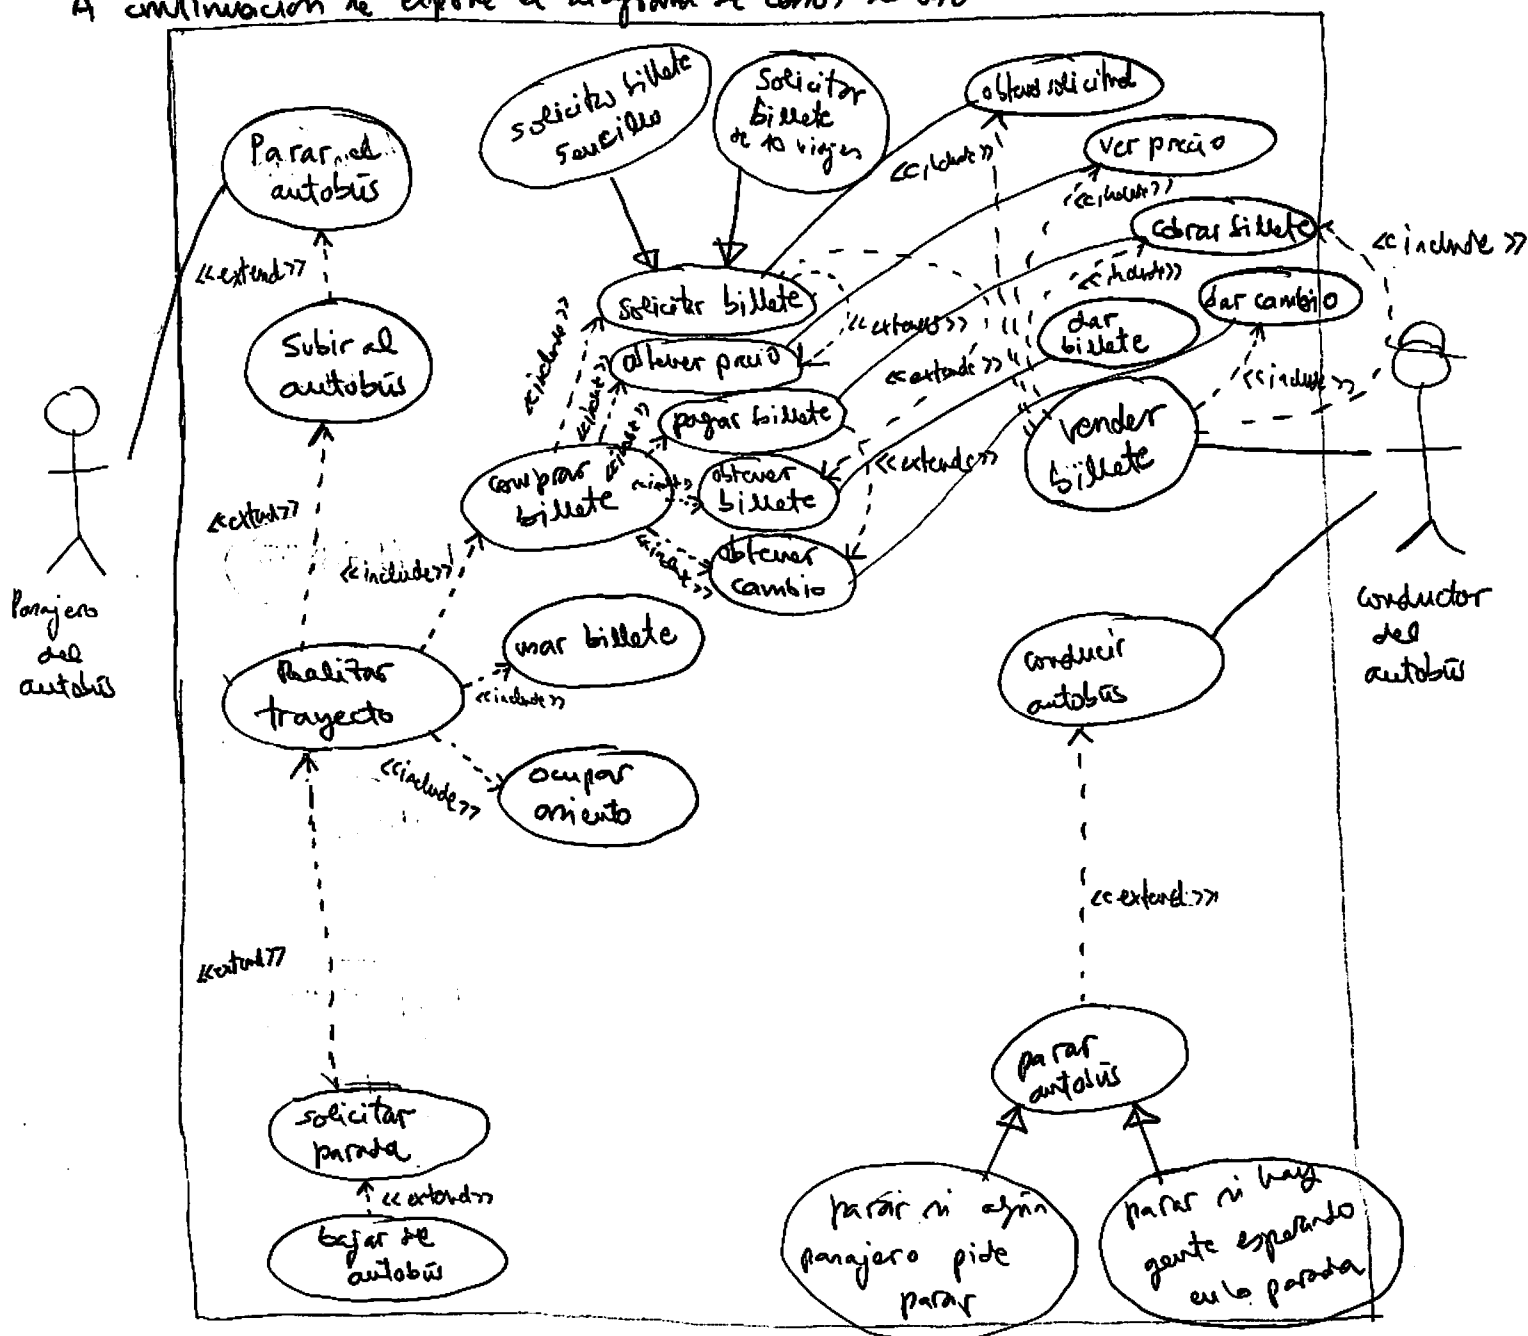 A continuación se expone el diagrama de casos de uso
solicitar billete
sencillo
Solicitar
billete
de 10 viajes
obtener solicitud
ver precio
<<include>>
<<include>>
Parar el
autobús
cobrar billete
<<include>>
<<include>>
<<extend>>
solicitar billete
dar cambio
dar
billete
Subir al
autobús
<<include>>
obtener precio
<<extend>>
<<extend>>
<<include>>
pagar billete
vender
billete
comprar
billete
obtener
billete
<<extend>>
<<extend>>
<<include>>
obtener
cambio
Pasajero
del
autobús
conductor
del
autobús
usar billete
<<include>>
Realizar
trayecto
conducir
autobús
<<include>>
ocupar
asiento
<<extend>>
<<extend>>
parar
autobús
solicitar
parada
<<extend>>
bajar de
autobús
parar si algún
pasajero pide
parar
parar si hay
gente esperando
en la parada